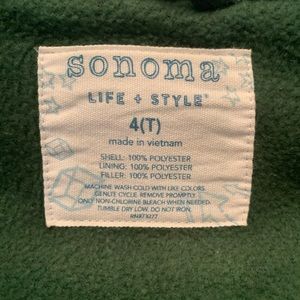 sonoma
LIFE + STYLE
4(T)
made in vietnam
SHELL: 100% POLYESTER
LINING: 100% POLYESTER
FILLER: 100% POLYESTER
MACHINE WASH COLD WITH LIKE COLORS.
GENTLE CYCLE. REMOVE PROMPTLY.
ONLY NON-CHLORINE BLEACH WHEN NEEDED.
TUMBLE DRY LOW. DO NOT IRON.
RN#73277